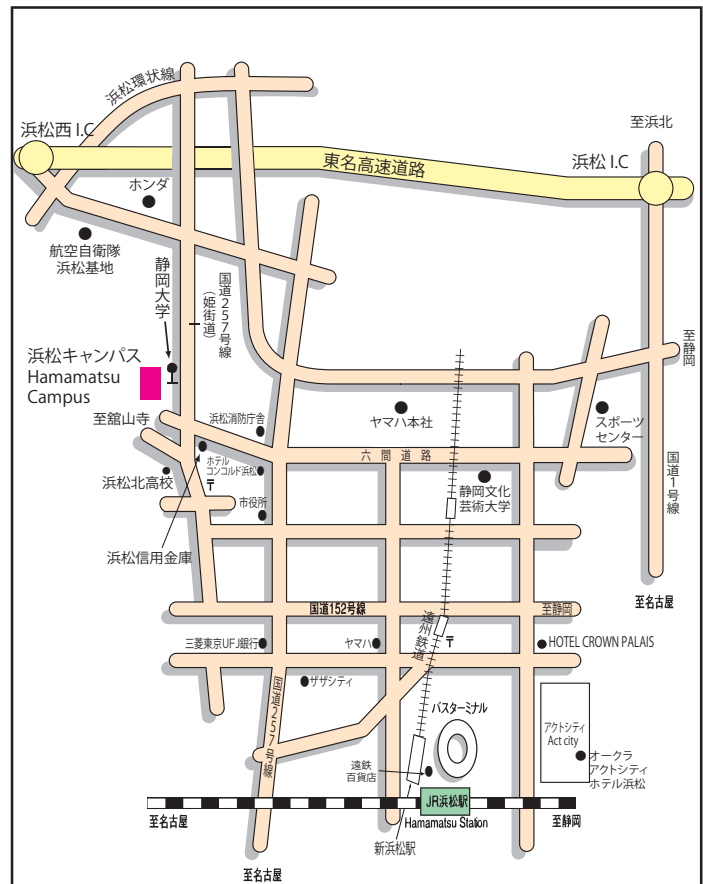 浜松環状線
浜松西 I.C
至浜北
東名高速道路
浜松 I.C
ホンダ
航空自衛隊
浜松基地
静岡大学
国道257号線
（姫街道）
至静岡
浜松キャンパス
Hamamatsu
Campus
至舘山寺
浜松消防庁舎
ヤマハ本社
スポーツ
センター
六間道路
国道1号線
ホテル
コンコルド浜松
〒
浜松北高校
静岡文化
芸術大学
市役所
浜松信用金庫
国道152号線
至静岡
至名古屋
遠州鉄道
〒
三菱東京UFJ銀行
ヤマハ
HOTEL CROWN PALAIS
ザザシティ
国道257号線
バスターミナル
アクトシティ
Act city
オークラ
アクトシティ
ホテル浜松
遠鉄
百貨店
JR浜松駅
至名古屋
Hamamatsu Station
至静岡
新浜松駅
至名古屋